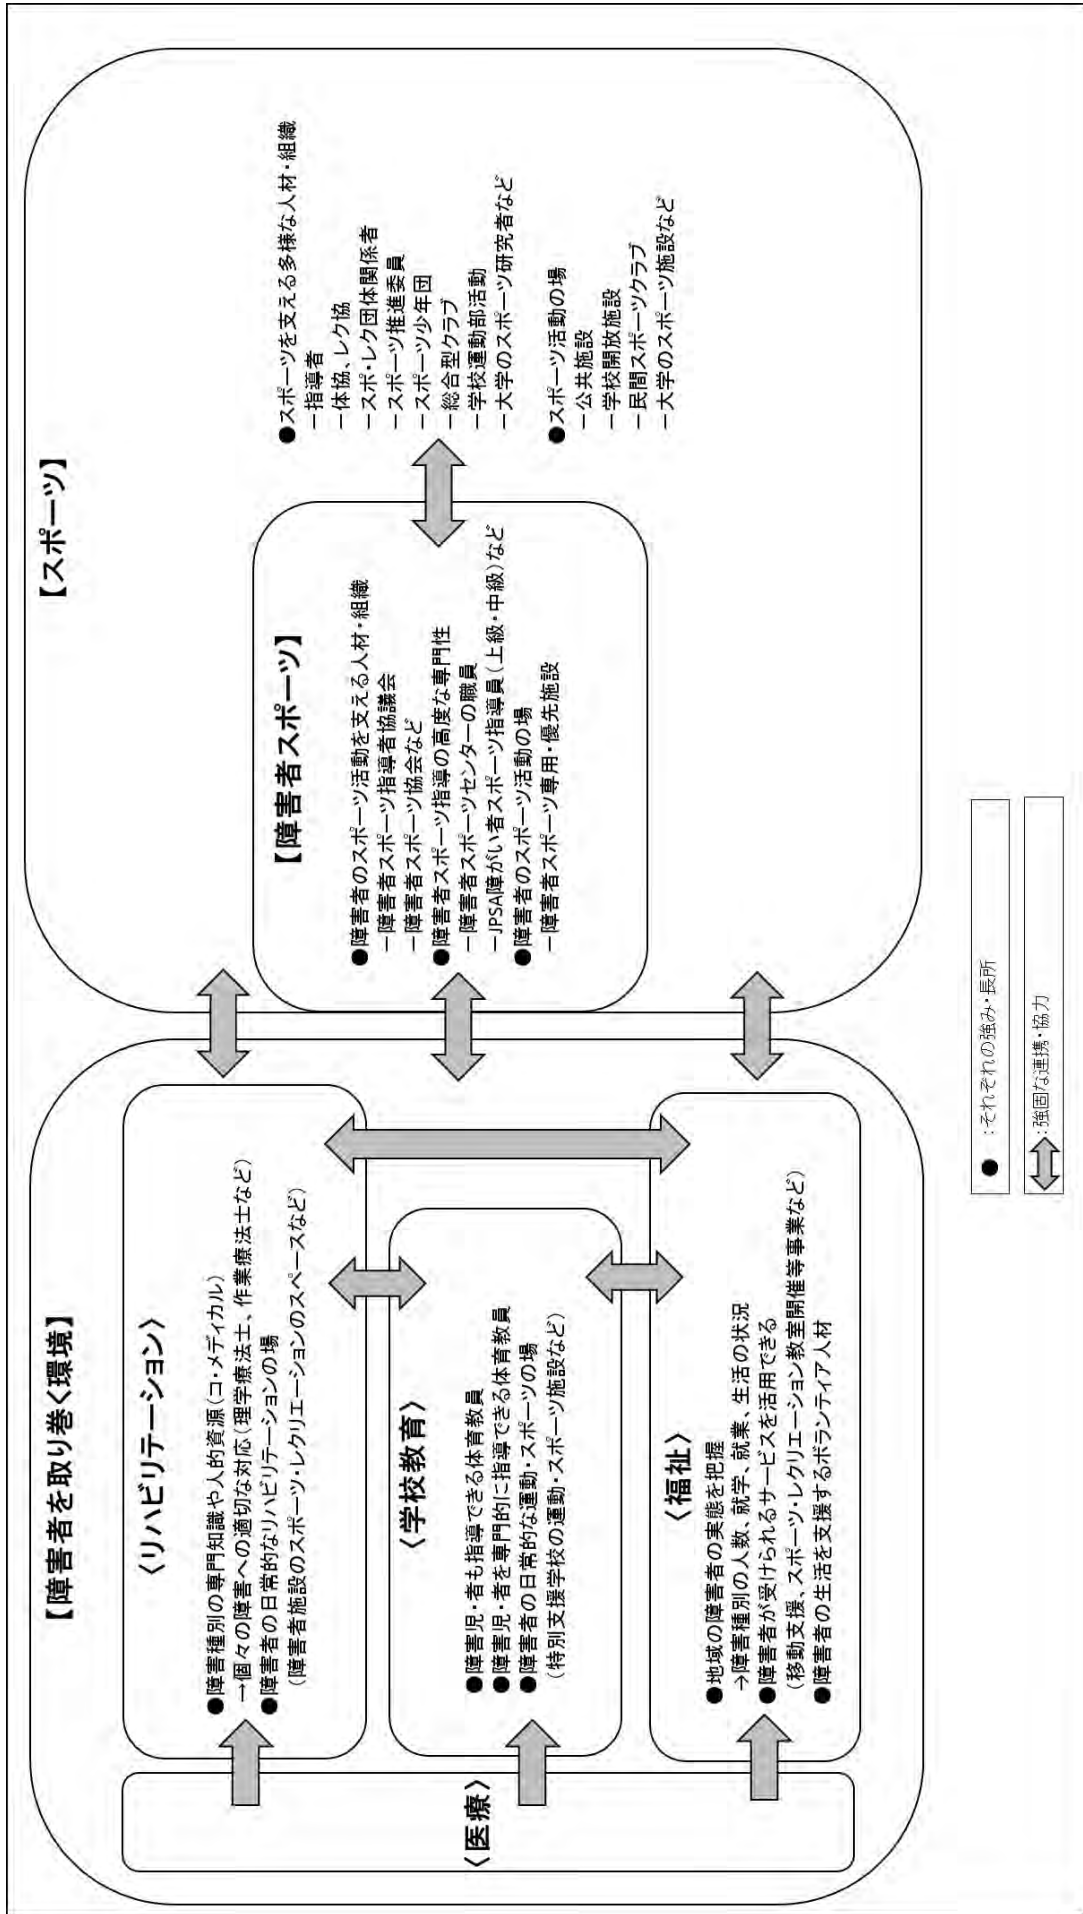 【障害者を取り巻く環境】
〈医療〉
〈リハビリテーション〉
●障害種別の専門知識や人的資源(コ・メディカル)
→個々の障害への適切な対応(理学療法士、作業療法士など)
●障害者の日常的なリハビリテーションの場
(障害者施設のスポーツ・レクリエーションのスペースなど)
〈学校教育〉
●障害児・者も指導できる体育教員
●障害児・者を専門的に指導できる体育教員
●障害者の日常的な運動・スポーツの場
(特別支援学校の運動・スポーツ施設など)
〈福祉〉
●地域の障害者の実態を把握
→障害種別の人数、就学、就業、生活の状況
●障害者が受けられるサービスを活用できる
(移動支援、スポーツ・レクリエーション教室開催等事業など)
●障害者の生活を支援するボランティア人材
【スポーツ】
【障害者スポーツ】
●障害者のスポーツ活動を支える人材・組織
－障害者スポーツ指導者協議会
－障害者スポーツ協会など
●障害者スポーツ指導の高度な専門性
－障害者スポーツセンターの職員
－JPSA障がい者スポーツ指導員(上級・中級)など
●障害者のスポーツ活動の場
－障害者スポーツ専用・優先施設
●スポーツを支える多様な人材・組織
－指導者
－体協、レク協
－スポ・レク団体関係者
－スポーツ推進委員
－スポーツ少年団
－総合型クラブ
－学校運動部活動
－大学のスポーツ研究者など
●スポーツ活動の場
－公共施設
－学校開放施設
－民間スポーツクラブ
－大学のスポーツ施設など
● :それぞれの強み・長所
:強固な連携・協力